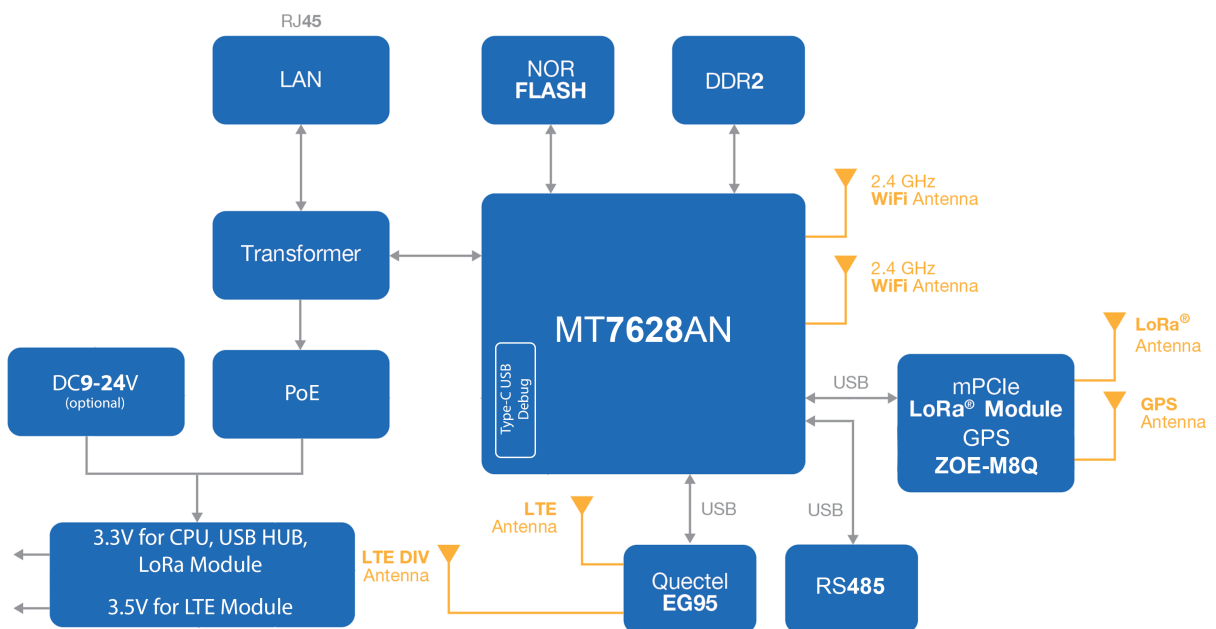 RJ45
LAN
NOR
FLASH
DDR2
2.4 GHz
WiFi Antenna
Transformer
2.4 GHz
WiFi Antenna
MT7628AN
Type-C USB
Debug
LoRa®
Antenna
DC9-24V
(optional)
PoE
USB
mPCIe
LoRa® Module
GPS
ZOE-M8Q
GPS
Antenna
LTE
Antenna
USB
USB
3.3V for CPU, USB HUB,
LoRa Module
3.5V for LTE Module
LTE DIV
Antenna
Quectel
EG95
RS485